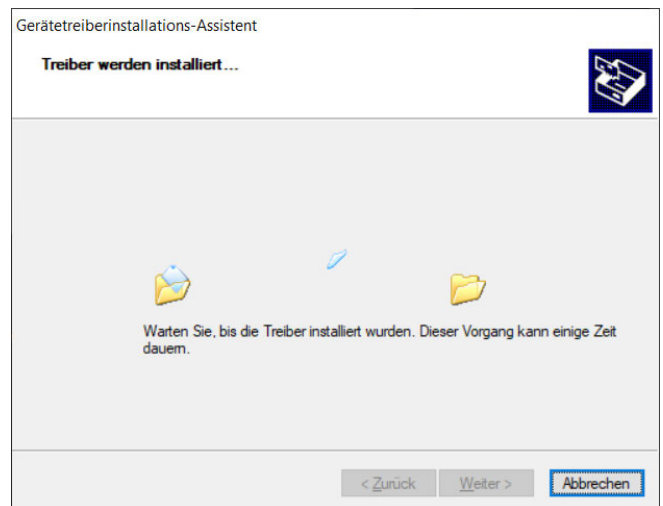 Gerätetreiberinstallations-Assistent
Treiber werden installiert...
Warten Sie, bis die Treiber installiert wurden. Dieser Vorgang kann einige Zeit
dauern.
< Zurück Weiter > Abbrechen